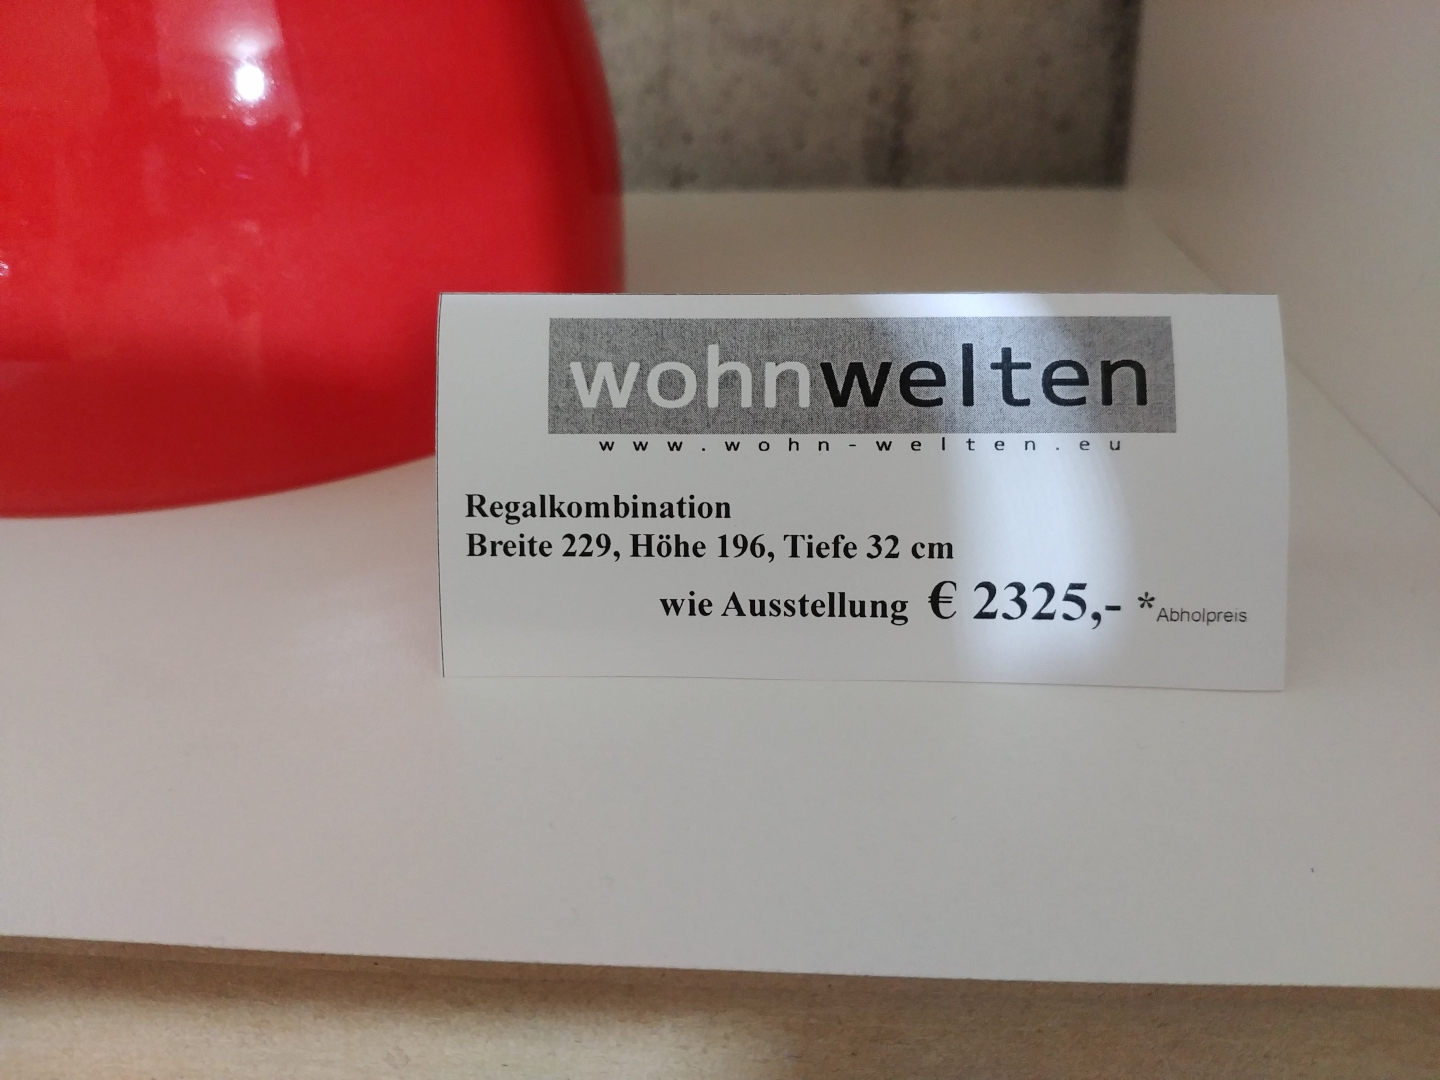 wohnwelten
www.wohn-welten.eu
Regalkombination
Breite 229, Höhe 196, Tiefe 32 cm
wie Ausstellung € 2325,- *Abholpreis